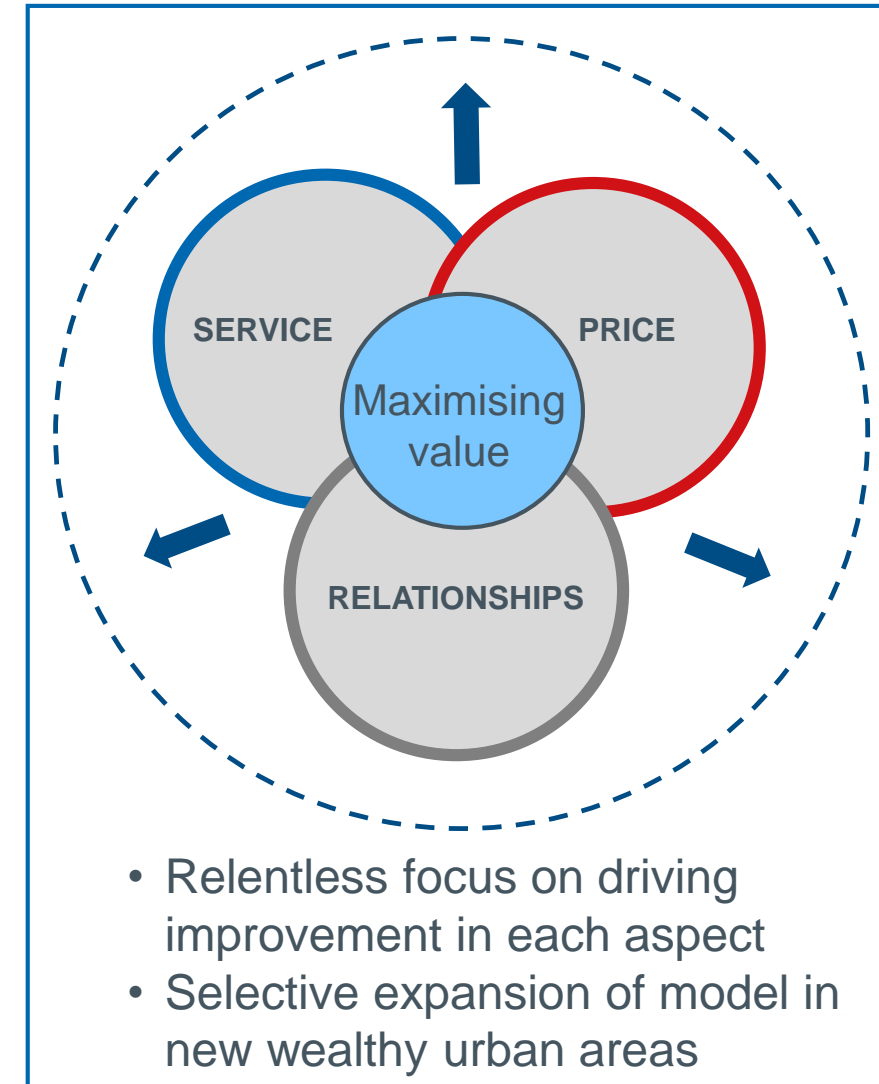 SERVICE
PRICE
Maximising
value
RELATIONSHIPS
• Relentless focus on driving
improvement in each aspect
• Selective expansion of model in
new wealthy urban areas